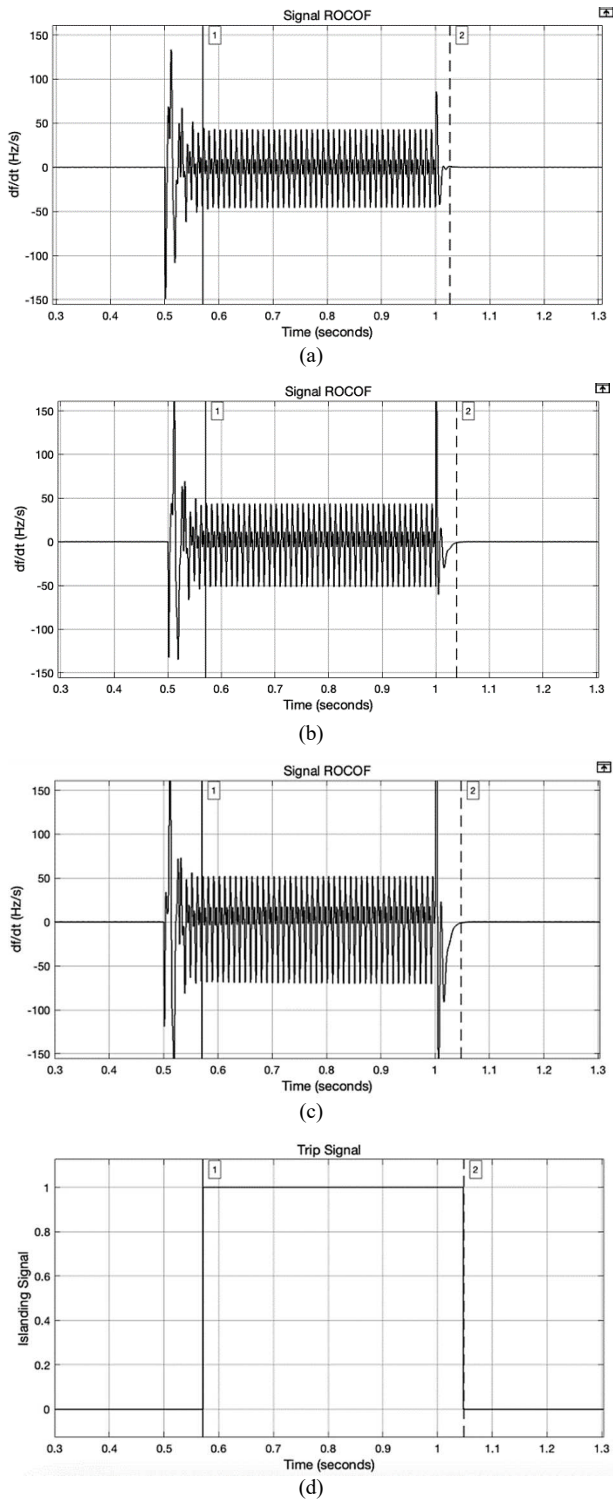 Signal ROCOF
1
2
150
100
50
0
-50
-100
-150
df/dt (Hz/s)
0.3 0.4 0.5 0.6 0.7 0.8 0.9 1 1.1 1.2 1.3
Time (seconds)
(a)
Signal ROCOF
1
2
150
100
50
0
-50
-100
-150
df/dt (Hz/s)
0.3 0.4 0.5 0.6 0.7 0.8 0.9 1 1.1 1.2 1.3
Time (seconds)
(b)
Signal ROCOF
1
2
150
100
50
0
-50
-100
-150
df/dt (Hz/s)
0.3 0.4 0.5 0.6 0.7 0.8 0.9 1 1.1 1.2 1.3
Time (seconds)
(c)
Trip Signal
1
2
1
0.8
0.6
0.4
0.2
0
Islanding Signal
0.3 0.4 0.5 0.6 0.7 0.8 0.9 1 1.1 1.2 1.3
Time (seconds)
(d)